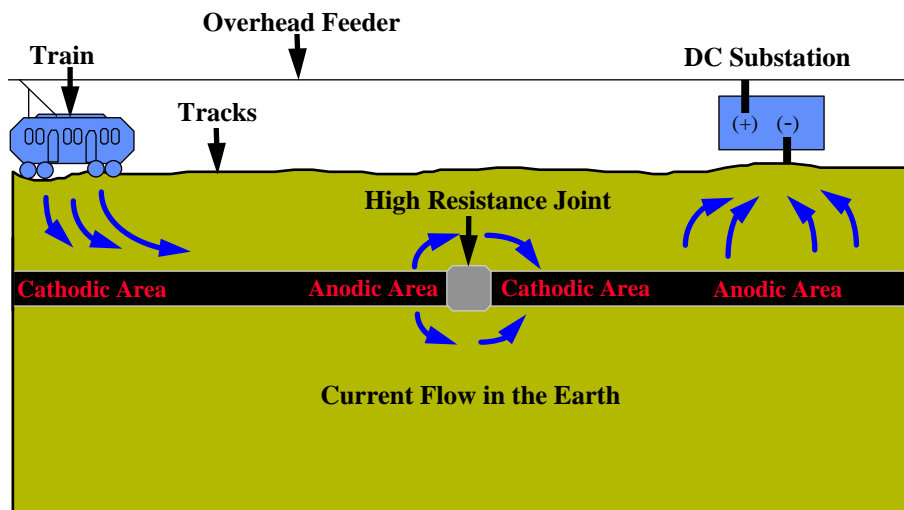 Overhead Feeder
Train
DC Substation
Tracks
(+) (-)
High Resistance Joint
Cathodic Area
Anodic Area
Cathodic Area
Anodic Area
Current Flow in the Earth